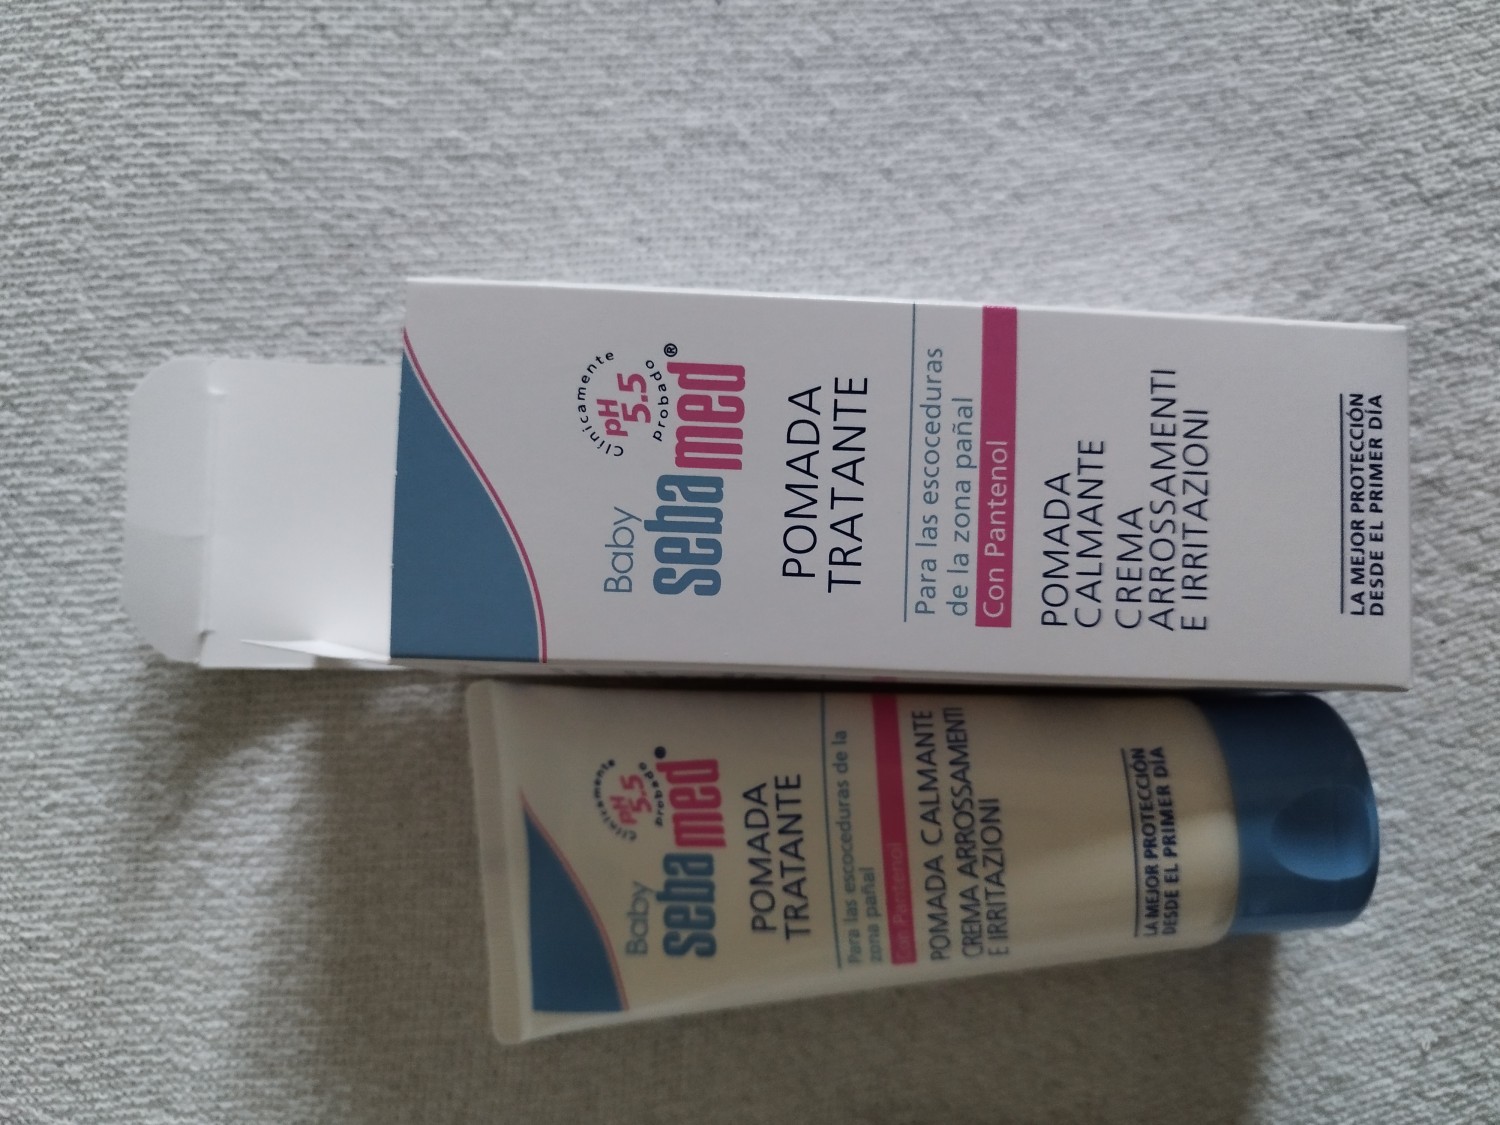 Baby
clínicamente
pH
5.5
probado
sebamed®
POMADA
TRATANTE
Para las escoceduras
de la zona pañal
Con Pantenol
POMADA
CALMANTE
CREMA
ARROSSAMENTI
E IRRITAZIONI
LA MEJOR PROTECCIÓN
DESDE EL PRIMER DÍA
Baby
clínicamente
pH
5.5
probado
sebamed
POMADA
TRATANTE
Para las escoceduras de la
zona pañal
Con Pantenol
POMADA CALMANTE
CREMA ARROSSAMENTI
E IRRITAZIONI
LA MEJOR PROTECCIÓN
DESDE EL PRIMER DÍA